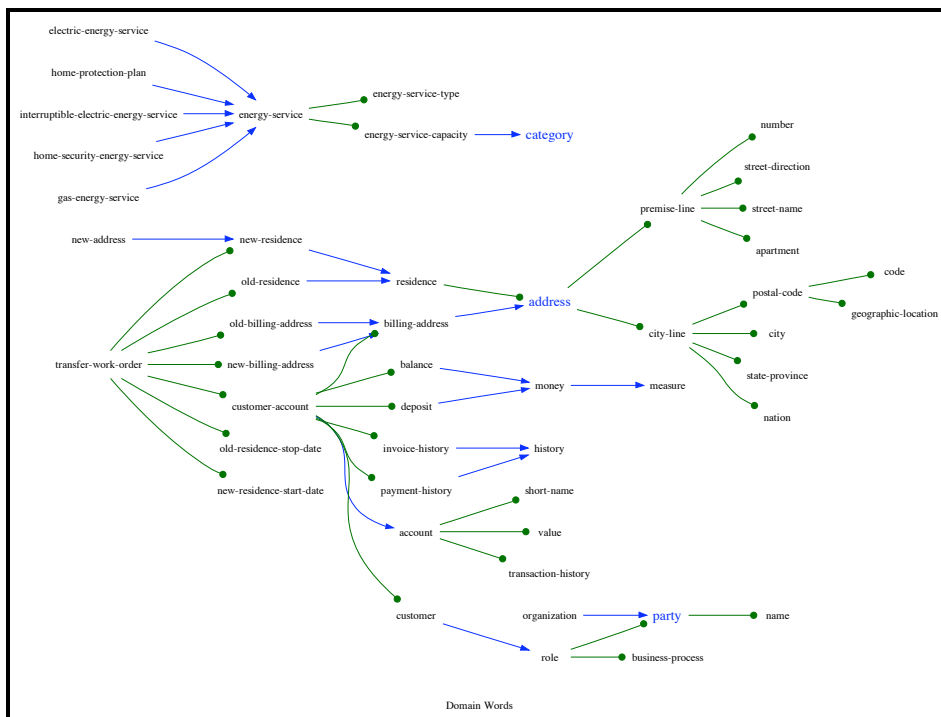 electric-energy-service
home-protection-plan
interruptible-electric-energy-service
home-security-energy-service
gas-energy-service
energy-service
energy-service-type
energy-service-capacity
category
number
street-direction
premise-line
street-name
apartment
new-address
new-residence
old-residence
residence
address
postal-code
code
geographic-location
old-billing-address
billing-address
city-line
city
transfer-work-order
new-billing-address
balance
state-province
money
measure
customer-account
deposit
nation
old-residence-stop-date
invoice-history
history
new-residence-start-date
payment-history
short-name
account
value
transaction-history
customer
organization
party
name
role
business-process
Domain Words